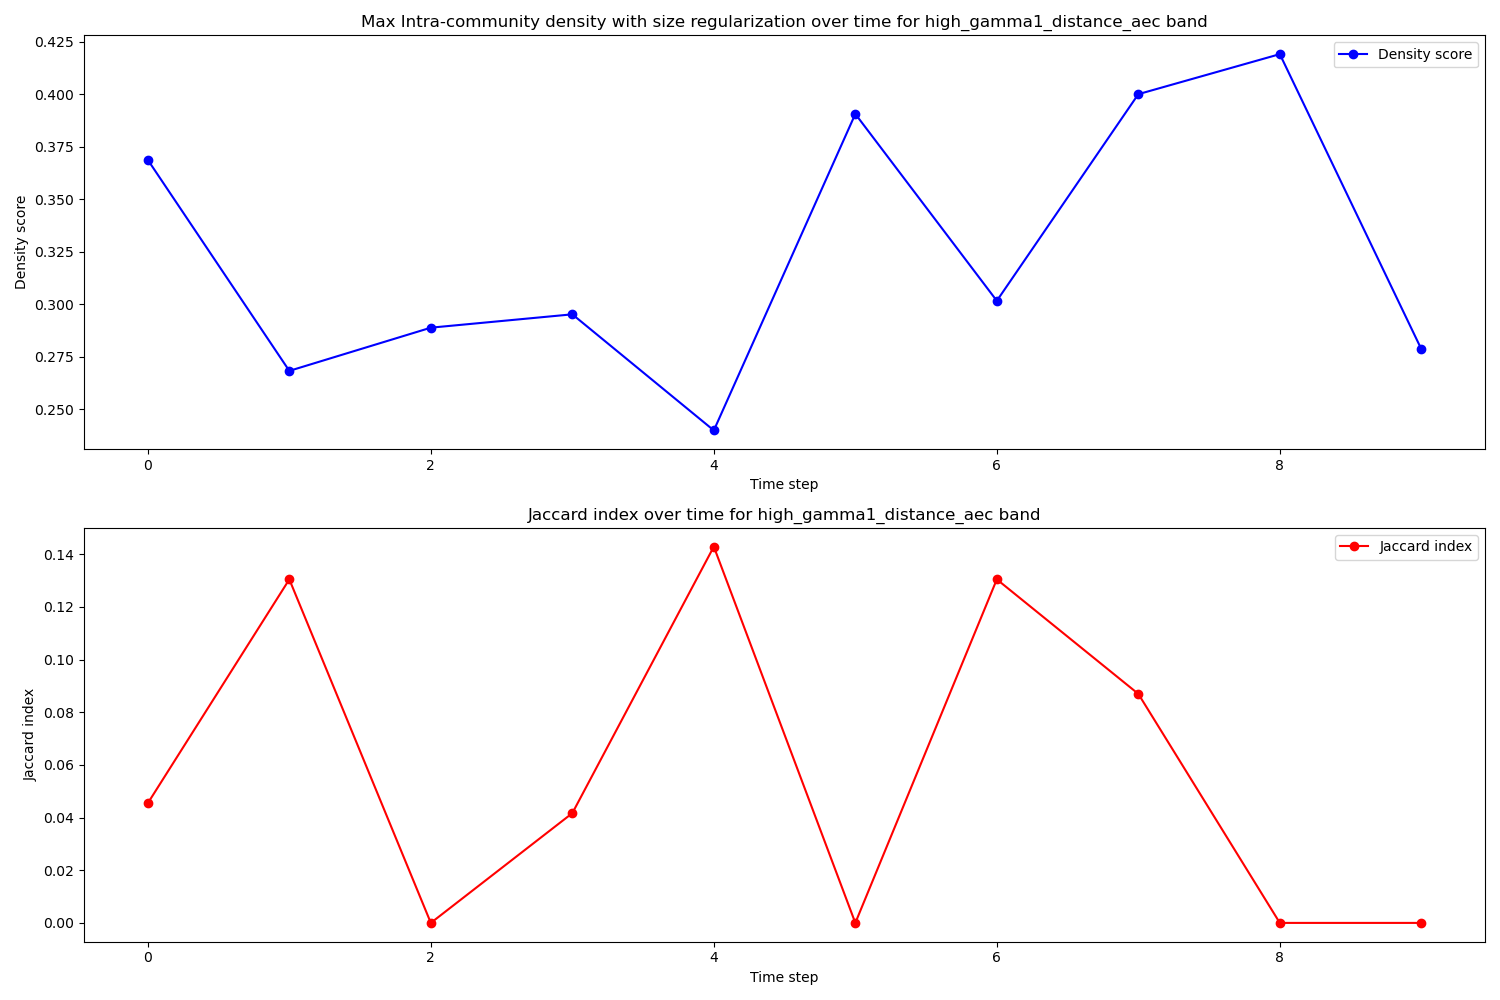 Max Intra-community density with size regularization over time for high_gamma1_distance_aec band
0.425
0.400
0.375
0.350
0.325
0.300
0.275
0.250
Density score
Density score
0 2 4 6 8
Time step
Jaccard index over time for high_gamma1_distance_aec band
0.14
0.12
0.10
0.08
0.06
0.04
0.02
0.00
Jaccard index
Jaccard index
0 2 4 6 8
Time step